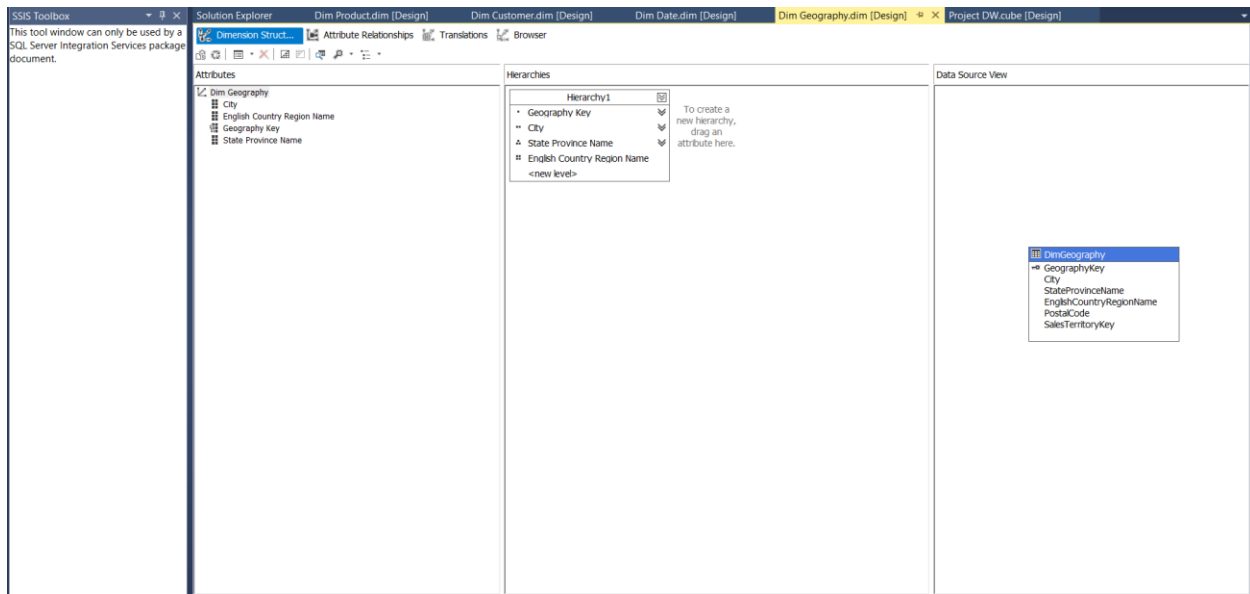 SSIS Toolbox
This tool window can only be used by a
SQL Server Integration Services package
document.
Solution Explorer
Dim Product.dim [Design]
Dim Customer.dim [Design]
Dim Date.dim [Design]
Dim Geography.dim [Design]
Project DW.cube [Design]
Dimension Struct...
Attribute Relationships
Translations
Browser
Attributes
Dim Geography
City
English Country Region Name
Geography Key
State Province Name
Hierarchies
Hierarchy1
Geography Key
City
State Province Name
English Country Region Name
<new level>
To create a
new hierarchy,
drag an
attribute here.
Data Source View
DimGeography
GeographyKey
City
StateProvinceName
EnglishCountryRegionName
PostalCode
SalesTerritoryKey